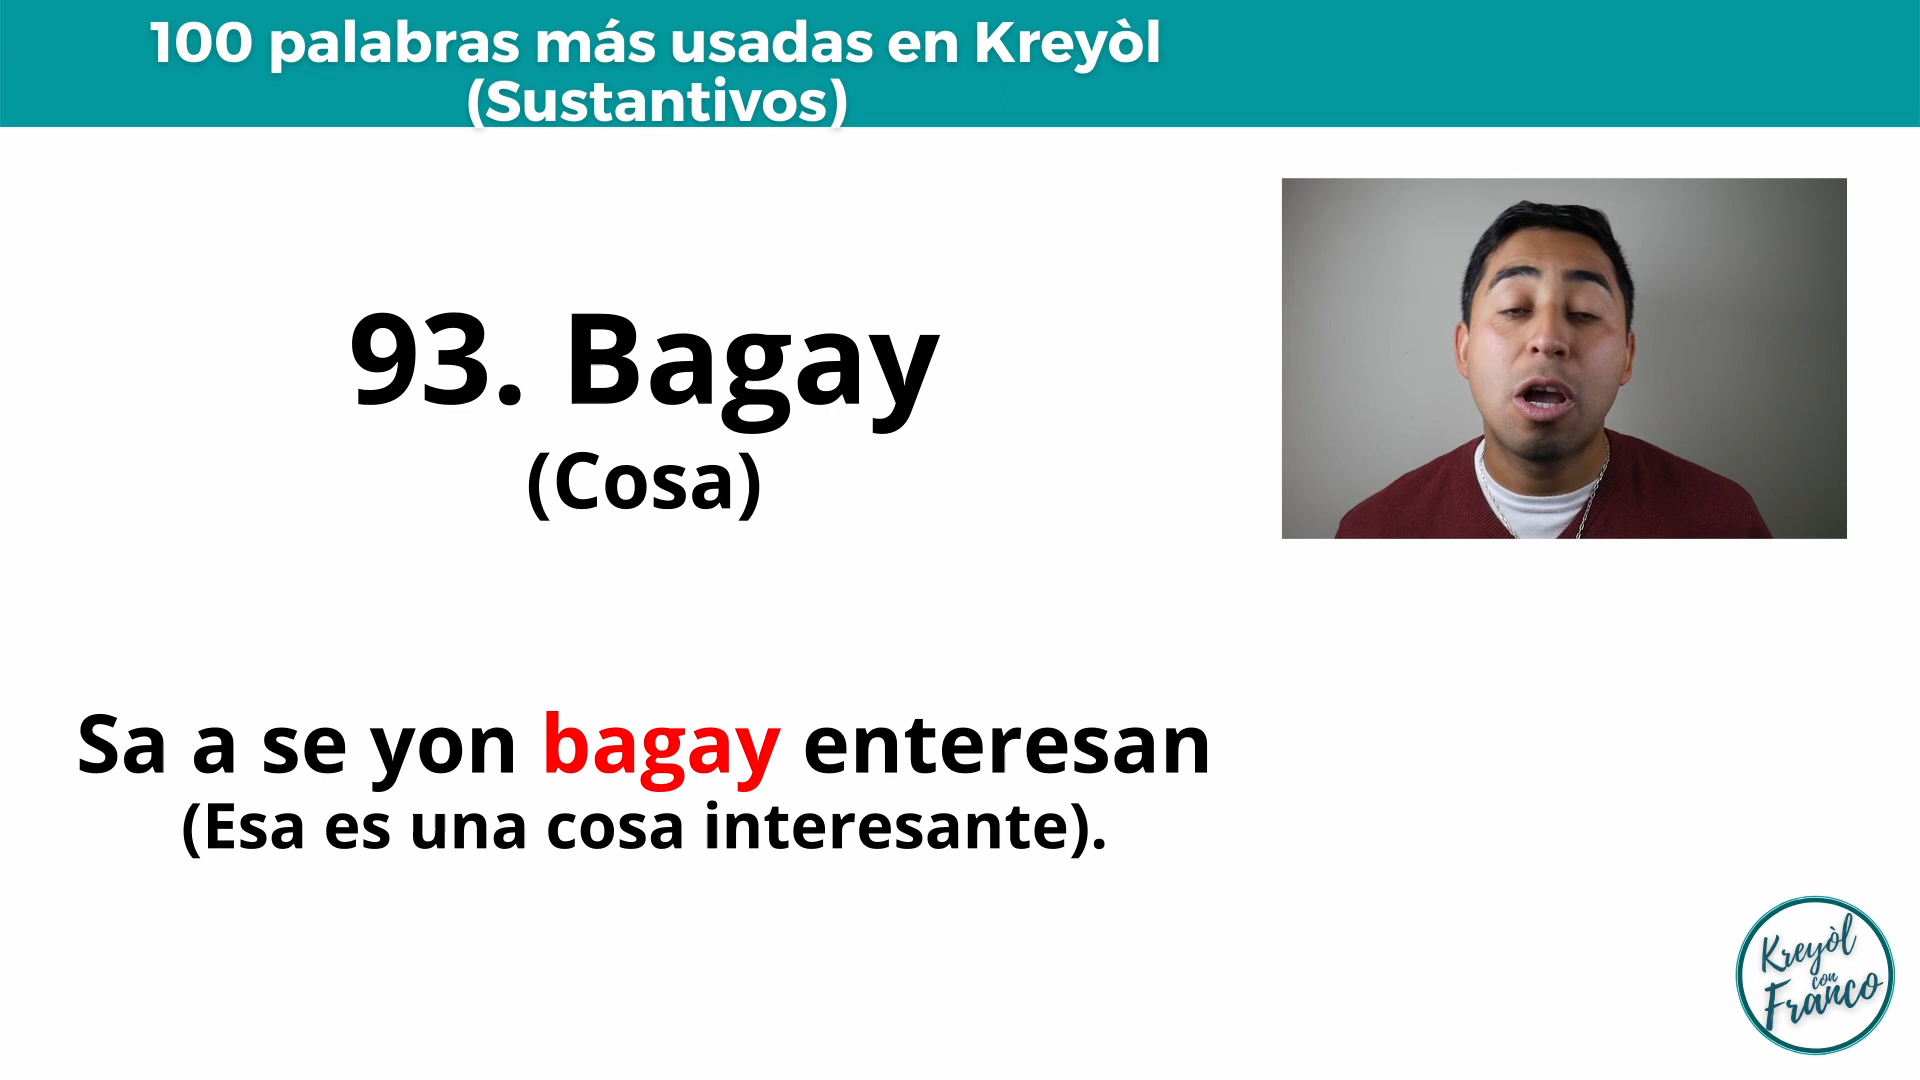 100 palabras más usadas en Kreyòl
(Sustantivos)
93. Bagay
(Cosa)
Sa a se yon bagay enteresan
(Esa es una cosa interesante).
Kreyòl
con
Franco